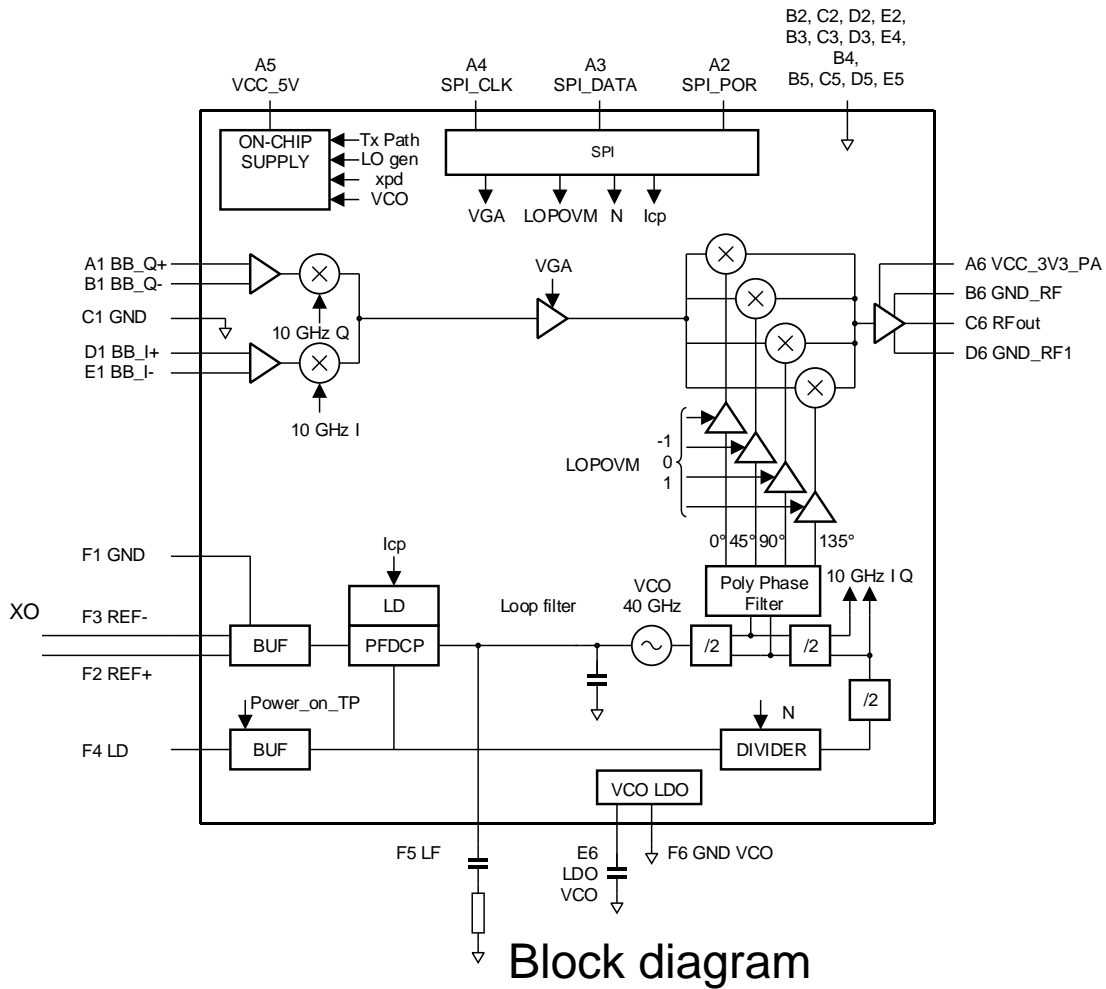 B2, C2, D2, E2,
B3, C3, D3, E4,
B4,
B5, C5, D5, E5
A5
VCC_5V
A4
SPI_CLK
A3
SPI_DATA
A2
SPI_POR
ON-CHIP
SUPPLY
Tx Path
LO gen
xpd
VCO
SPI
VGA
LOPOVM
N
Icp
A1 BB_Q+
B1 BB_Q-
C1 GND
D1 BB_I+
E1 BB_I-
10 GHz Q
10 GHz I
VGA
A6 VCC_3V3_PA
B6 GND_RF
C6 RFout
D6 GND_RF1
LOPOVM
-1
0
1
0° 45° 90° 135°
Poly Phase
Filter
10 GHz I Q
F1 GND
XO
F3 REF-
F2 REF+
BUF
Icp
LD
PFDCP
Loop filter
VCO
40 GHz
/2
/2
/2
Power_on_TP
F4 LD
BUF
N
DIVIDER
VCO LDO
F5 LF
E6
LDO
VCO
F6 GND VCO
Block diagram